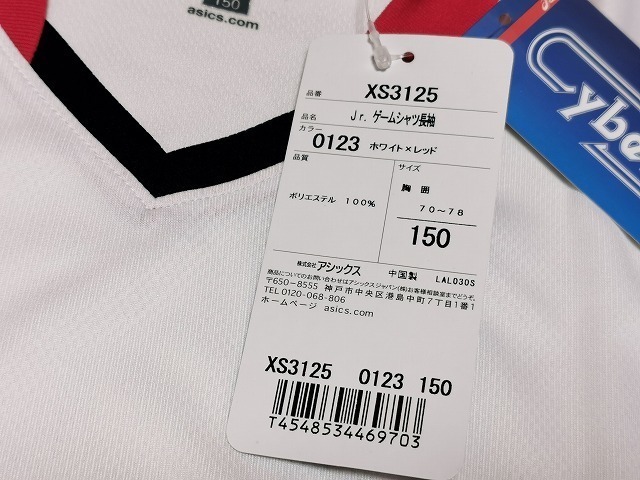 150
asics.com
Cybe
品番 XS3125
品名 Jr. ゲームシャツ長袖
カラー
0123 ホワイト×レッド
品質
ポリエステル 100%
サイズ
胸囲
70～78
150
株式会社アシックス 中国製 LAL030S
商品についてのお問い合わせはアシックスジャパン(株)お客様相談室までどうぞ。
〒650-8555 神戸市中央区港島中町7丁目1番1
TEL 0120-068-806
ホームページ asics.com
XS3125 0123 150
T4548534469703